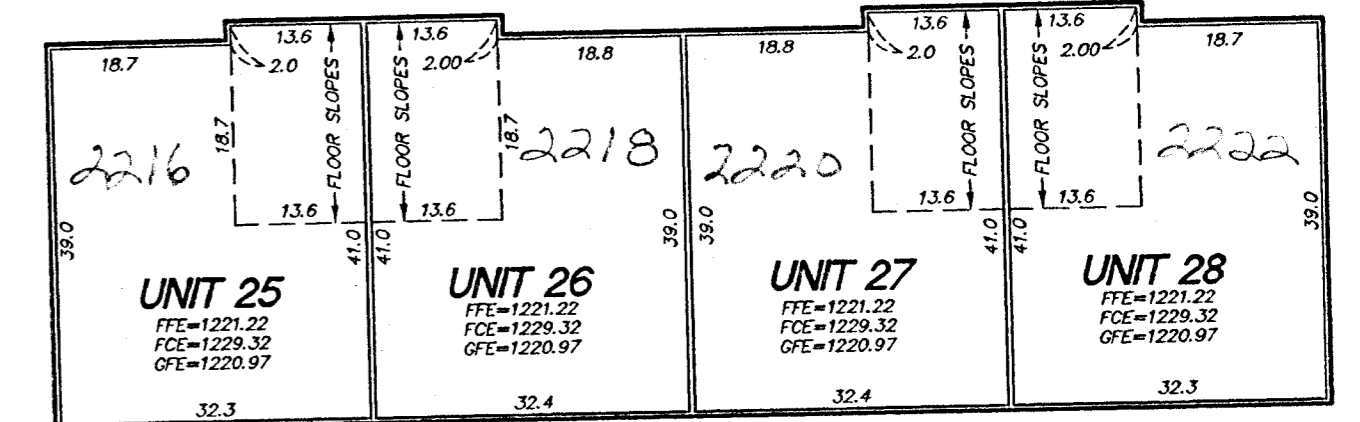 13.6
13.6
13.6
13.6
18.7
2.0
2.00
18.8
18.8
2.0
2.00
18.7
FLOOR SLOPES
FLOOR SLOPES
FLOOR SLOPES
FLOOR SLOPES
18.7
18.7
2216
2218
2220
2222
13.6
13.6
13.6
13.6
39.0
41.0
41.0
39.0
39.0
41.0
41.0
39.0
UNIT 25
FFE=1221.22
FCE=1229.32
GFE=1220.97
32.3
UNIT 26
FFE=1221.22
FCE=1229.32
GFE=1220.97
32.4
UNIT 27
FFE=1221.22
FCE=1229.32
GFE=1220.97
32.4
UNIT 28
FFE=1221.22
FCE=1229.32
GFE=1220.97
32.3